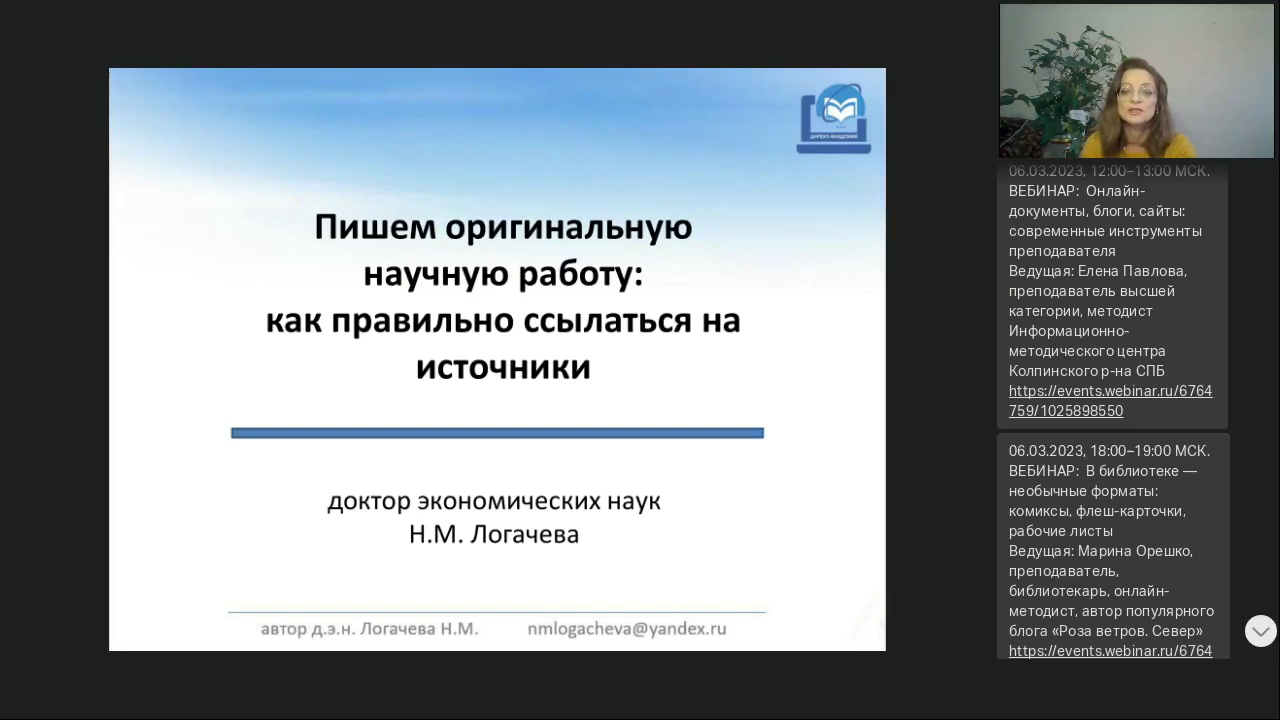 ДИРЕКТ-АКАДЕМИЯ
Пишем оригинальную
научную работу:
как правильно ссылаться на
источники
доктор экономических наук
Н.М. Логачева
автор д.э.н. Логачева Н.М.
nmlogacheva@yandex.ru
06.03.2023, 12:00–13:00 МСК.
ВЕБИНАР: Онлайн-
документы, блоги, сайты:
современные инструменты
преподавателя
Ведущая: Елена Павлова,
преподаватель высшей
категории, методист
Информационно-
методического центра
Колпинского р-на СПБ
https://events.webinar.ru/6764
759/1025898550
06.03.2023, 18:00–19:00 МСК.
ВЕБИНАР: В библиотеке —
необычные форматы:
комиксы, флеш-карточки,
рабочие листы
Ведущая: Марина Орешко,
преподаватель,
библиотекарь, онлайн-
методист, автор популярного
блога «Роза ветров. Север»
https://events.webinar.ru/6764